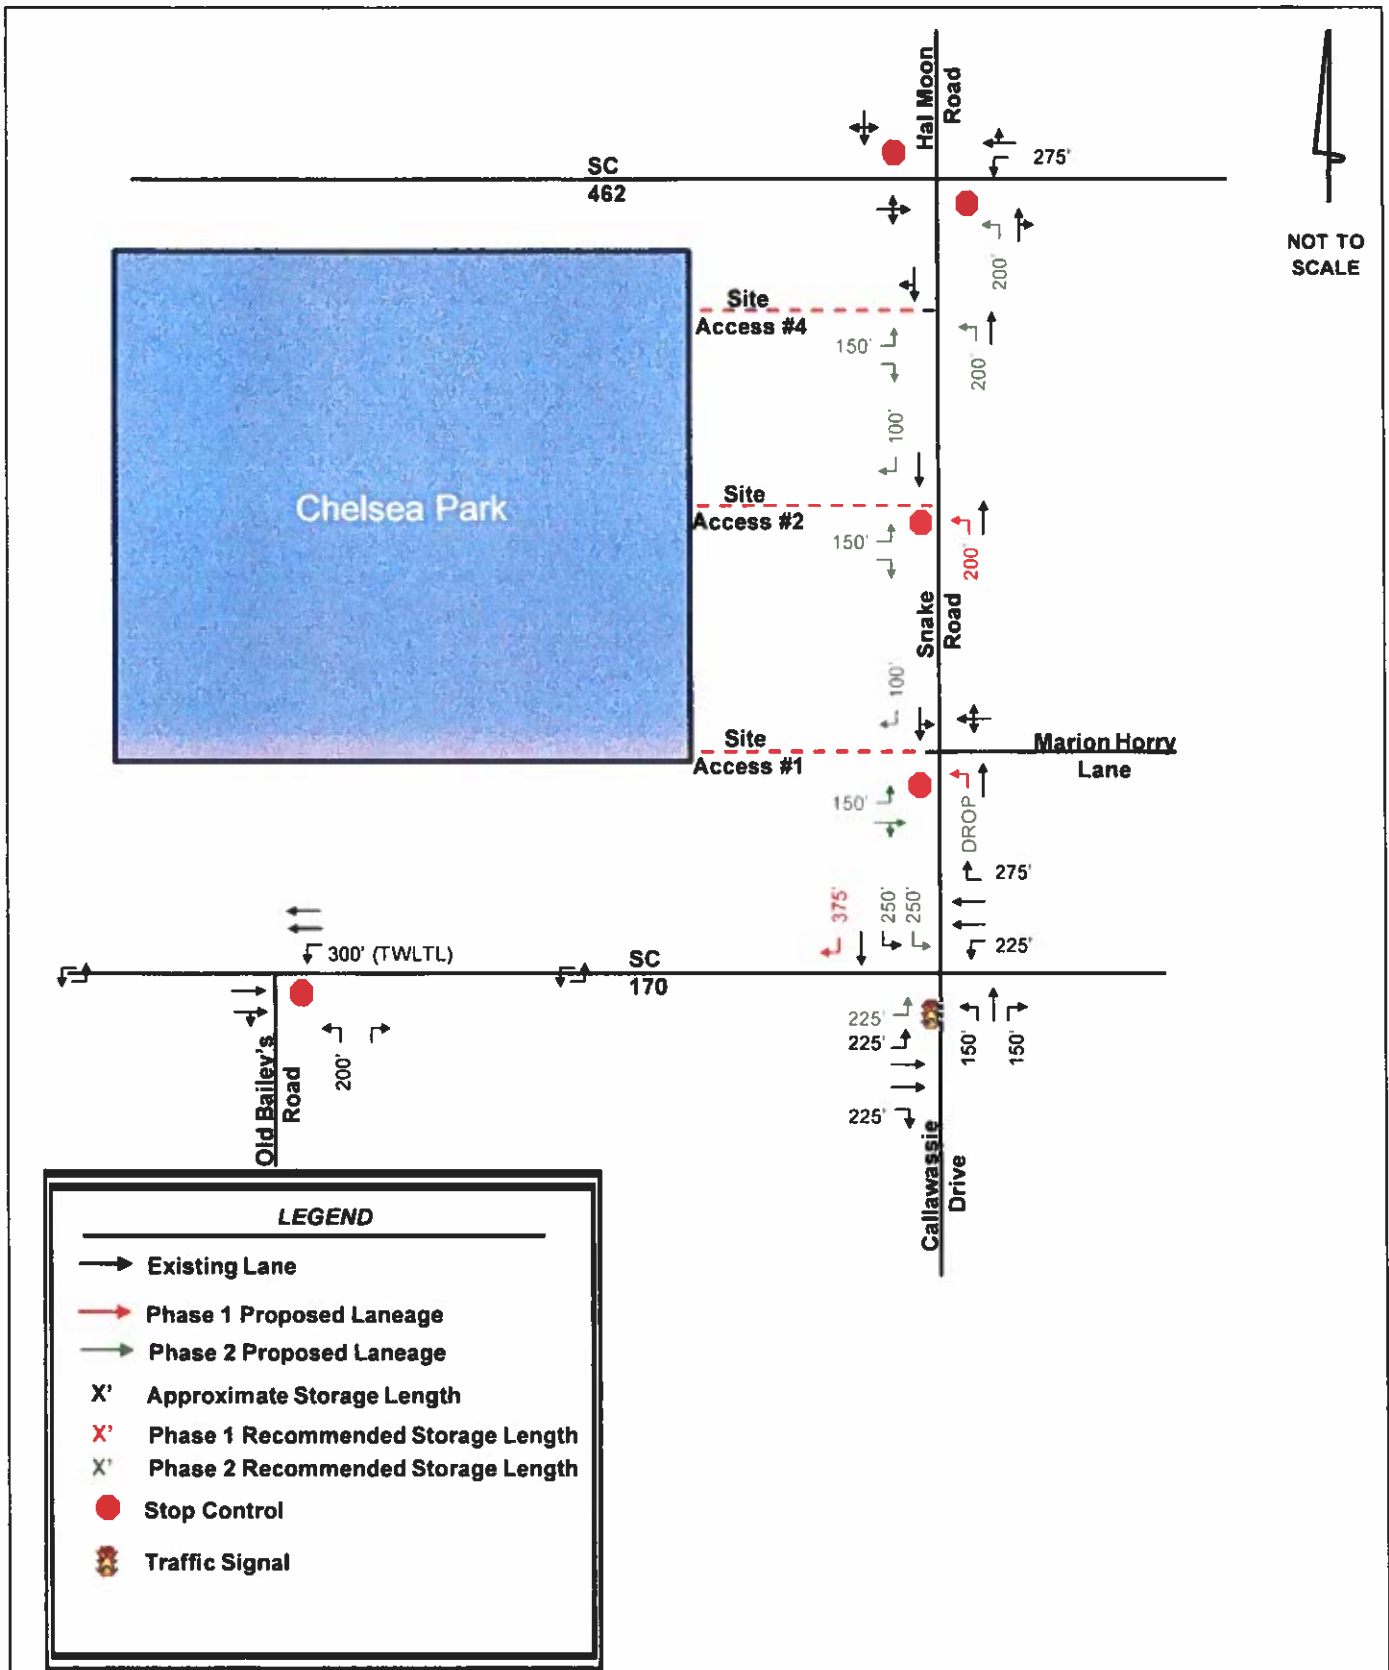 Hal Moon
Road
275'
SC
462
200'
NOT TO
SCALE
Site
Access #4
150'
200'
100'
Chelsea Park
Site
Access #2
150'
200'
Snake
Road
100'
Site
Access #1
Marion Horry
Lane
150'
DROP
275'
375'
250'
250'
225'
300' (TWLTL)
SC
170
225'
225'
225'
150'
150'
200'
Old Bailey's
Road
Callawassie
Drive
LEGEND
Existing Lane
Phase 1 Proposed Laneage
Phase 2 Proposed Laneage
X' Approximate Storage Length
X' Phase 1 Recommended Storage Length
X' Phase 2 Recommended Storage Length
Stop Control
Traffic Signal